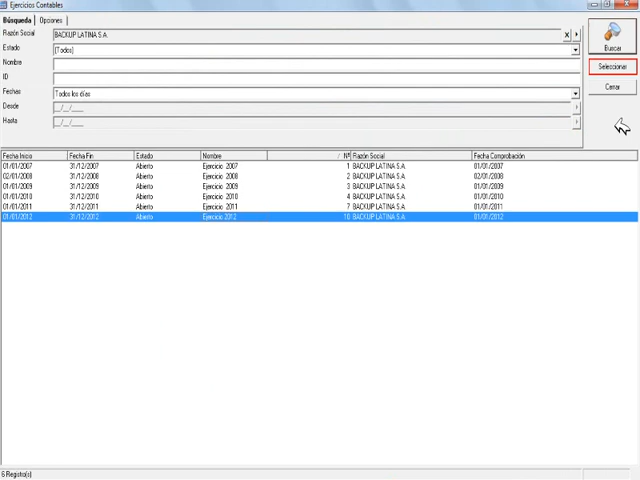 Ejercicios Contables
Búsqueda Opciones
Razón Social BACKUP LATINA S.A.
Estado (Todos)
Nombre
ID
Fechas Todos los días
Desde __/__/____
Hasta __/__/____
Buscar
Seleccionar
Cerrar
Fecha Inicio Fecha Fin Estado Nombre / Nº Razón Social Fecha Comprobación
01/01/2007 31/12/2007 Abierto Ejercicio 2007 1 BACKUP LATINA S.A. 01/01/2007
02/01/2008 31/12/2008 Abierto Ejercicio 2008 2 BACKUP LATINA S.A. 02/01/2008
01/01/2009 31/12/2009 Abierto Ejercicio 2009 3 BACKUP LATINA S.A. 01/01/2009
01/01/2010 31/12/2010 Abierto Ejercicio 2010 4 BACKUP LATINA S.A. 01/01/2010
01/01/2011 31/12/2011 Abierto Ejercicio 2011 7 BACKUP LATINA S.A. 01/01/2011
01/01/2012 31/12/2012 Abierto Ejercicio 2012 10 BACKUP LATINA S.A. 01/01/2012
6 Registro(s)